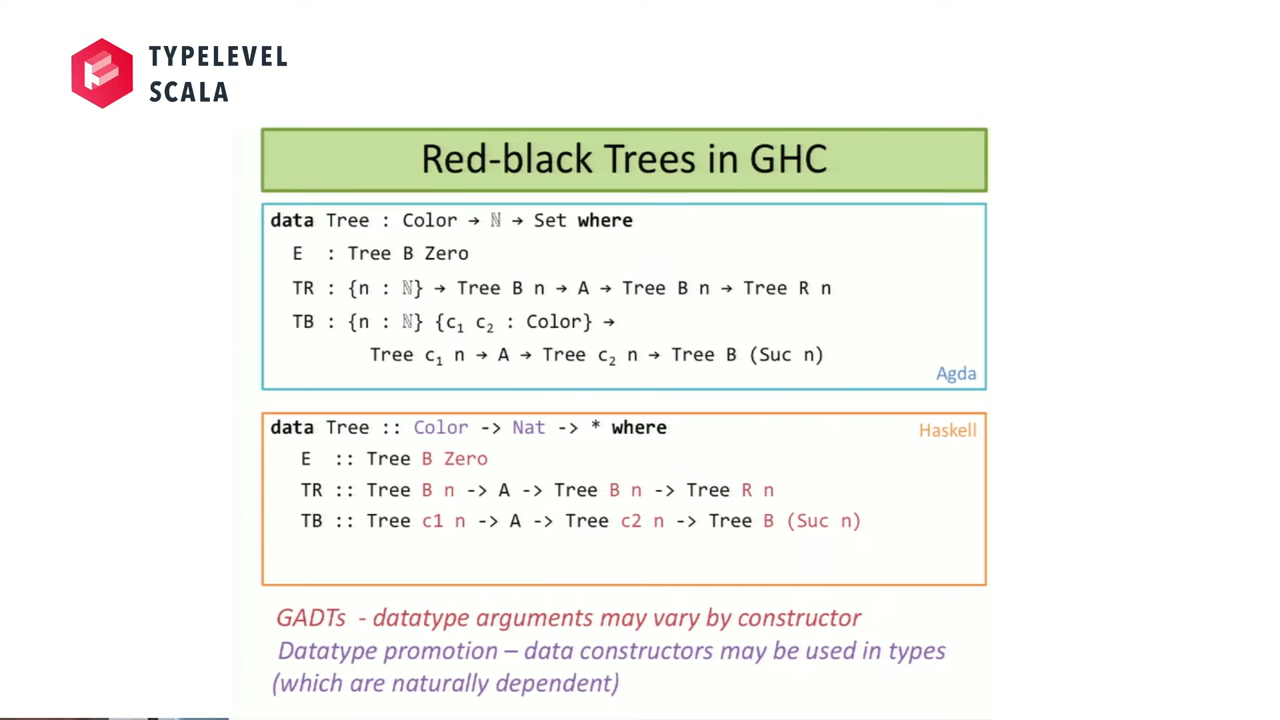 TYPELEVEL
SCALA
Red-black Trees in GHC
data Tree : Color → ℕ → Set where
E : Tree B Zero
TR : {n : ℕ} → Tree B n → A → Tree B n → Tree R n
TB : {n : ℕ} {c₁ c₂ : Color} →
Tree c₁ n → A → Tree c₂ n → Tree B (Suc n)
Agda
data Tree :: Color -> Nat -> * where
Haskell
E :: Tree B Zero
TR :: Tree B n -> A -> Tree B n -> Tree R n
TB :: Tree c1 n -> A -> Tree c2 n -> Tree B (Suc n)
GADTs - datatype arguments may vary by constructor
Datatype promotion – data constructors may be used in types
(which are naturally dependent)